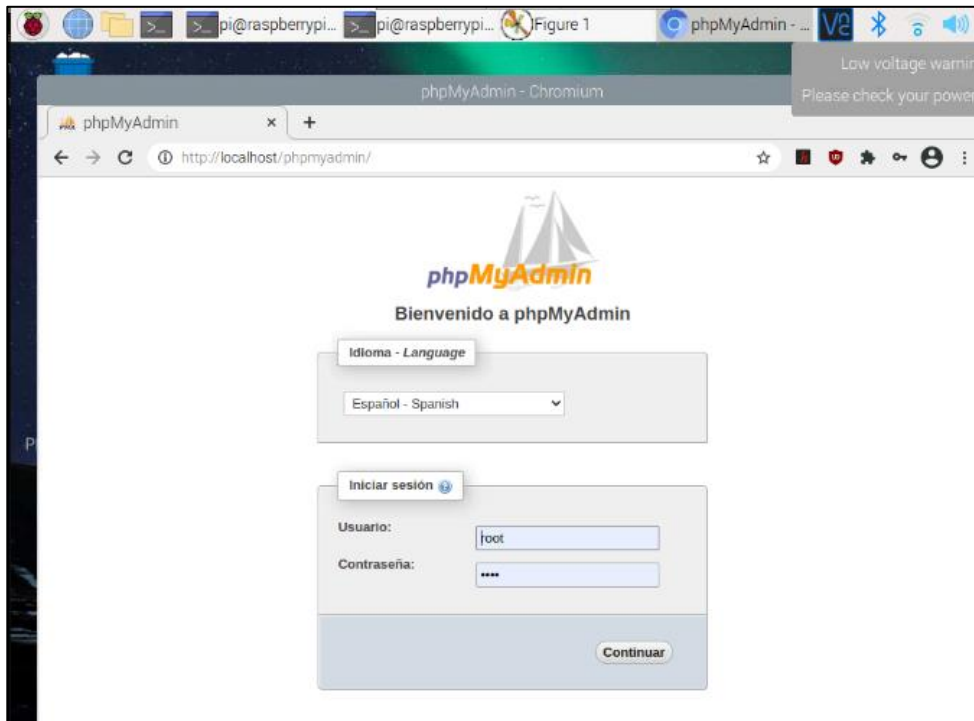 pi@raspberrypi... pi@raspberrypi... Figure 1 phpMyAdmin - ...
Low voltage warnin
Please check your power
phpMyAdmin - Chromium
phpMyAdmin
http://localhost/phpmyadmin/
phpMyAdmin
Bienvenido a phpMyAdmin
Idioma - Language
Español - Spanish
Iniciar sesión
Usuario:
root
Contraseña:
••••
Continuar